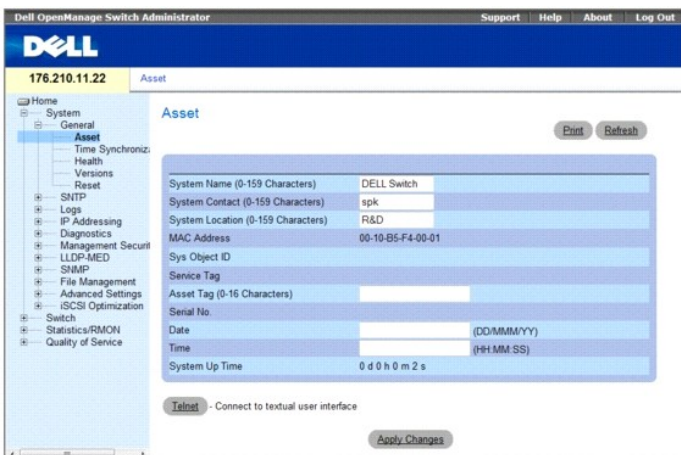 Dell OpenManage Switch Administrator
Support Help About Log Out
DELL
176.210.11.22
Asset
Home
System
General
Asset
Time Synchroniz
Health
Versions
Reset
SNTP
Logs
IP Addressing
Diagnostics
Management Securit
LLDP-MED
SNMP
File Management
Advanced Settings
iSCSI Optimization
Switch
Statistics/RMON
Quality of Service
Asset
Print Refresh
System Name (0-159 Characters) DELL Switch
System Contact (0-159 Characters) spk
System Location (0-159 Characters) R&D
MAC Address 00-10-B5-F4-00-01
Sys Object ID
Service Tag
Asset Tag (0-16 Characters)
Serial No.
Date (DD/MMM/YY)
Time (HH:MM:SS)
System Up Time 0 d 0 h 0 m 2 s
Telnet - Connect to textual user interface
Apply Changes